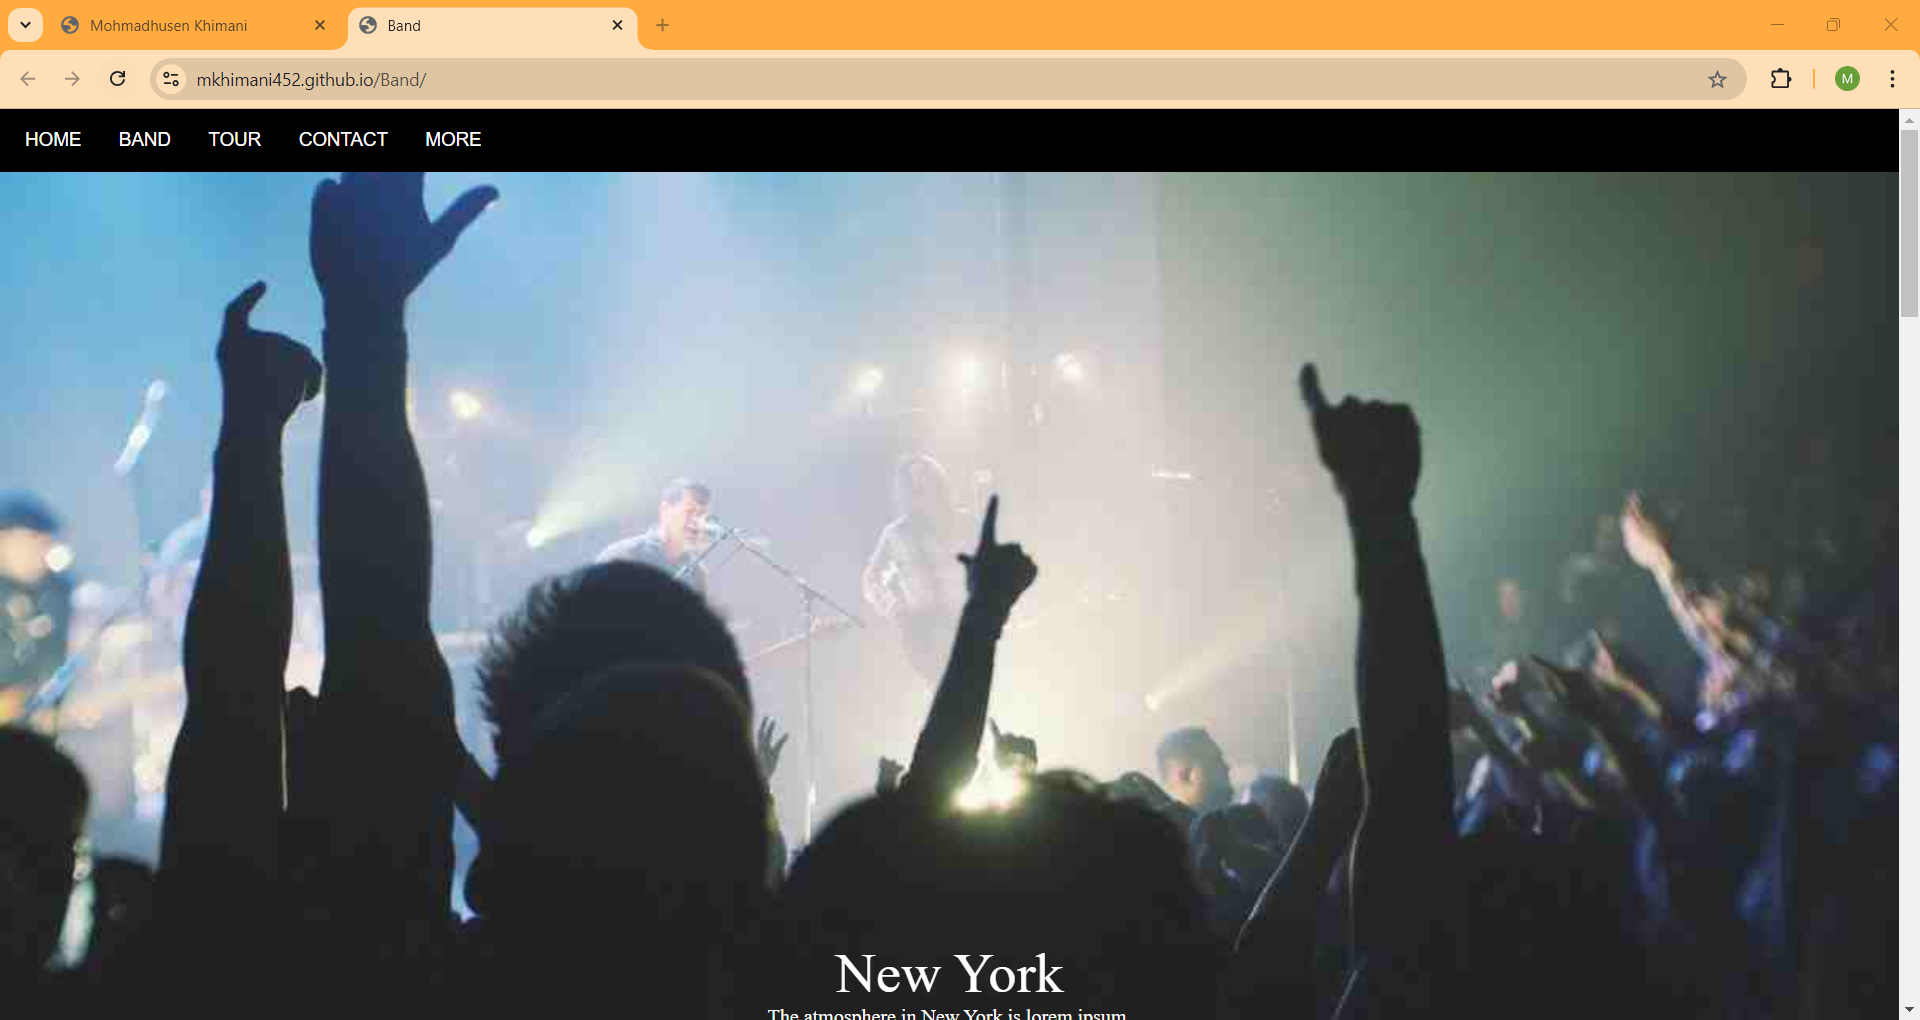 Mohmadhusen Khimani
Band
mkhimani452.github.io/Band/
M
HOME BAND TOUR CONTACT MORE
New York
The atmosphere in New York is lorem ipsum.